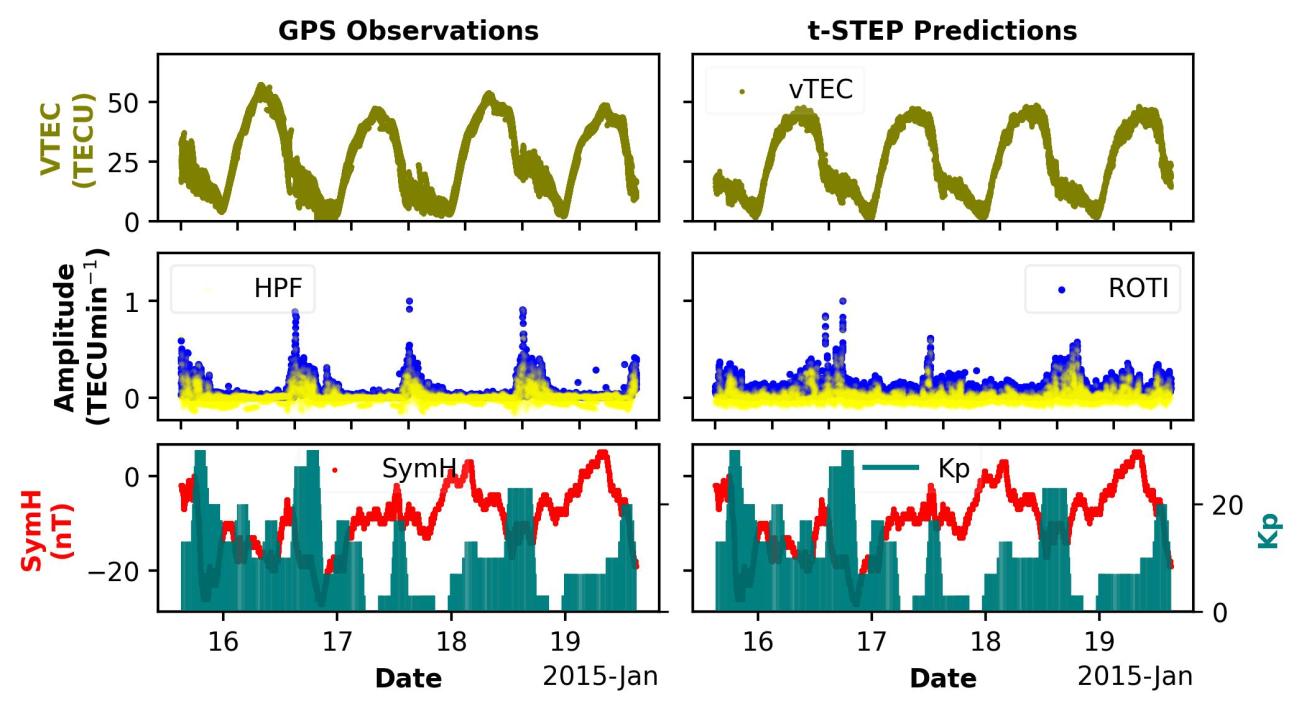 GPS Observations
t-STEP Predictions
VTEC
(TECU)
50
25
0
vTEC
Amplitude
(TECUmin⁻¹)
1
0
HPF
ROTI
SymH
(nT)
0
−20
SymH
Kp
20
0
Kp
16
17
18
19
16
17
18
19
Date
2015-Jan
Date
2015-Jan